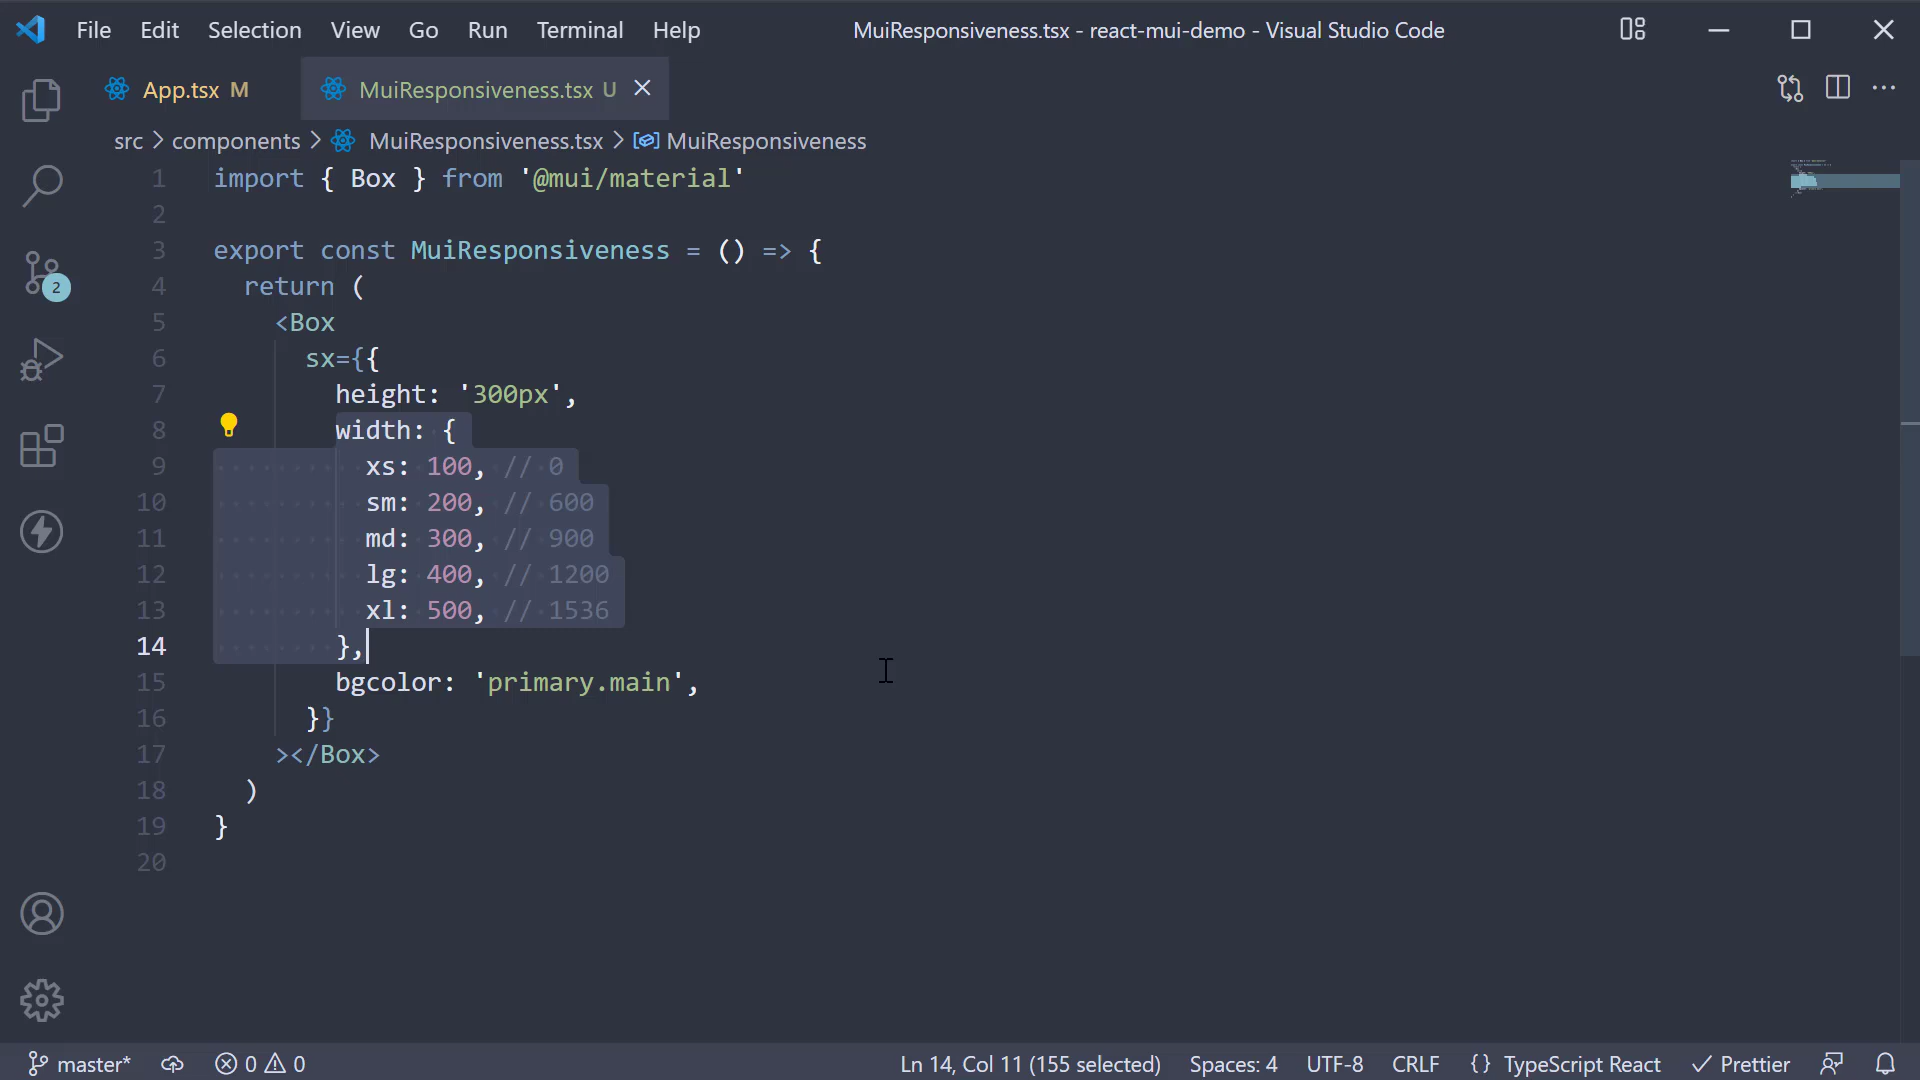 File Edit Selection View Go Run Terminal Help MuiResponsiveness.tsx - react-mui-demo - Visual Studio Code
App.tsx M MuiResponsiveness.tsx U
src > components > MuiResponsiveness.tsx > MuiResponsiveness
1 import { Box } from '@mui/material'
2
3 export const MuiResponsiveness = () => {
4 return (
5 <Box
6 sx={{
7 height: '300px',
8 width: {
9 xs: 100, // 0
10 sm: 200, // 600
11 md: 300, // 900
12 lg: 400, // 1200
13 xl: 500, // 1536
14 },
15 bgcolor: 'primary.main',
16 }}
17 ></Box>
18 )
19 }
20
2
master* 0 0 Ln 14, Col 11 (155 selected) Spaces: 4 UTF-8 CRLF {} TypeScript React Prettier